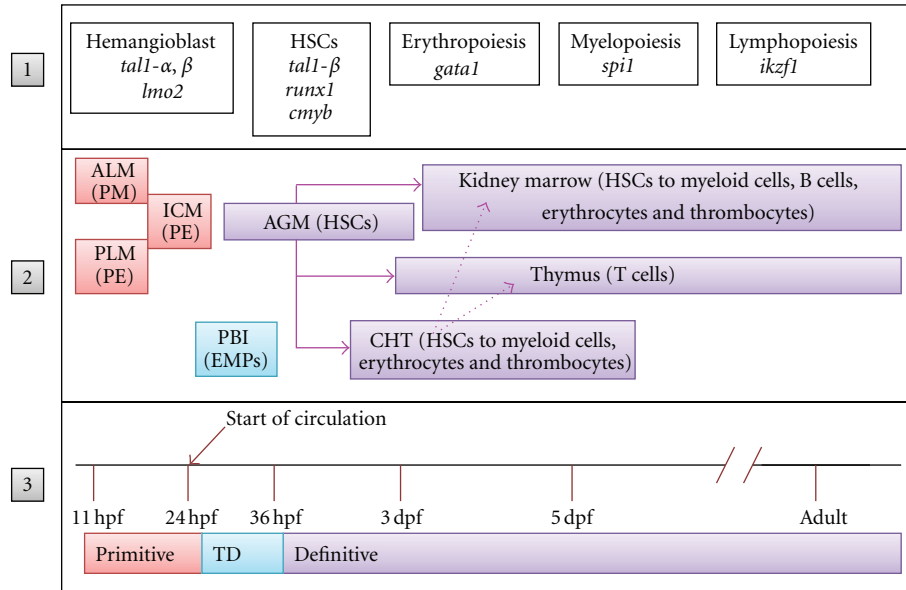 1
Hemangioblast
tal1-α, β
lmo2
HSCs
tal1-β
runx1
cmyb
Erythropoiesis
gata1
Myelopoiesis
spi1
Lymphopoiesis
ikzf1
2
ALM
(PM)
ICM
(PE)
PLM
(PE)
AGM (HSCs)
Kidney marrow (HSCs to myeloid cells, B cells,
erythrocytes and thrombocytes)
Thymus (T cells)
PBI
(EMPs)
CHT (HSCs to myeloid cells,
erythrocytes and thrombocytes)
3
Start of circulation
11 hpf
24 hpf
36 hpf
3 dpf
5 dpf
Adult
Primitive
TD
Definitive